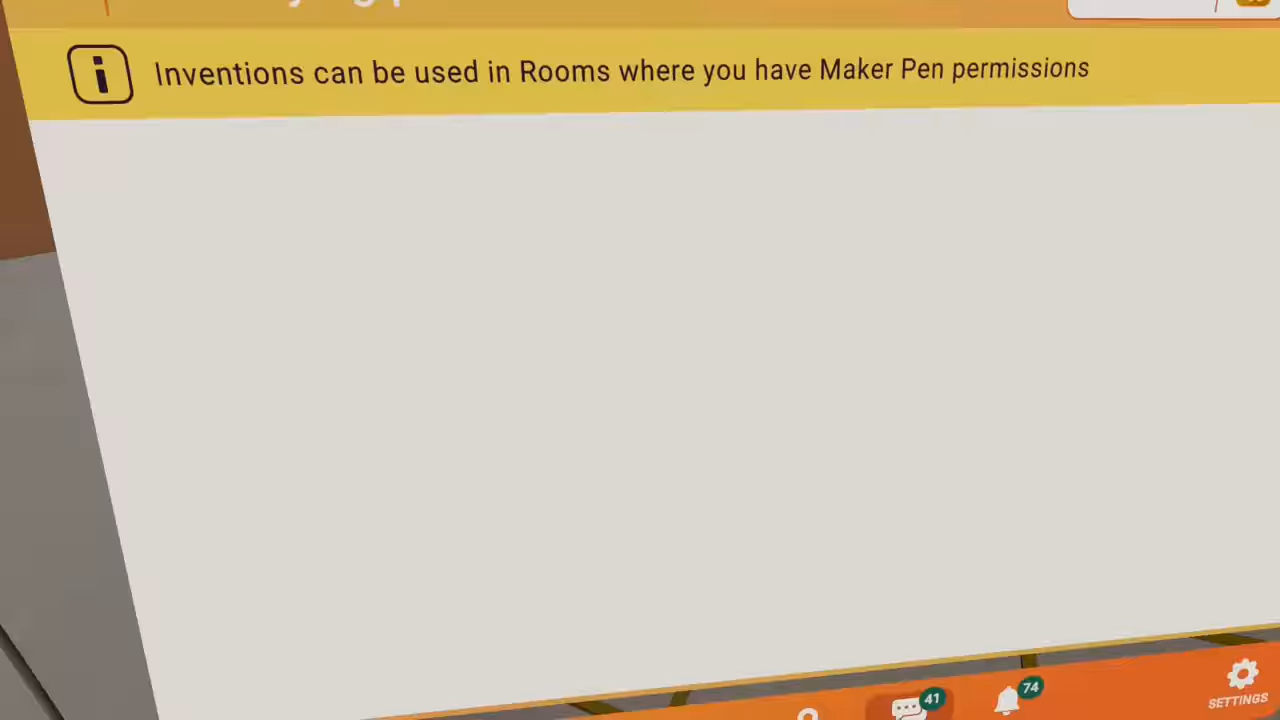 Inventions can be used in Rooms where you have Maker Pen permissions
41
74
SETTINGS